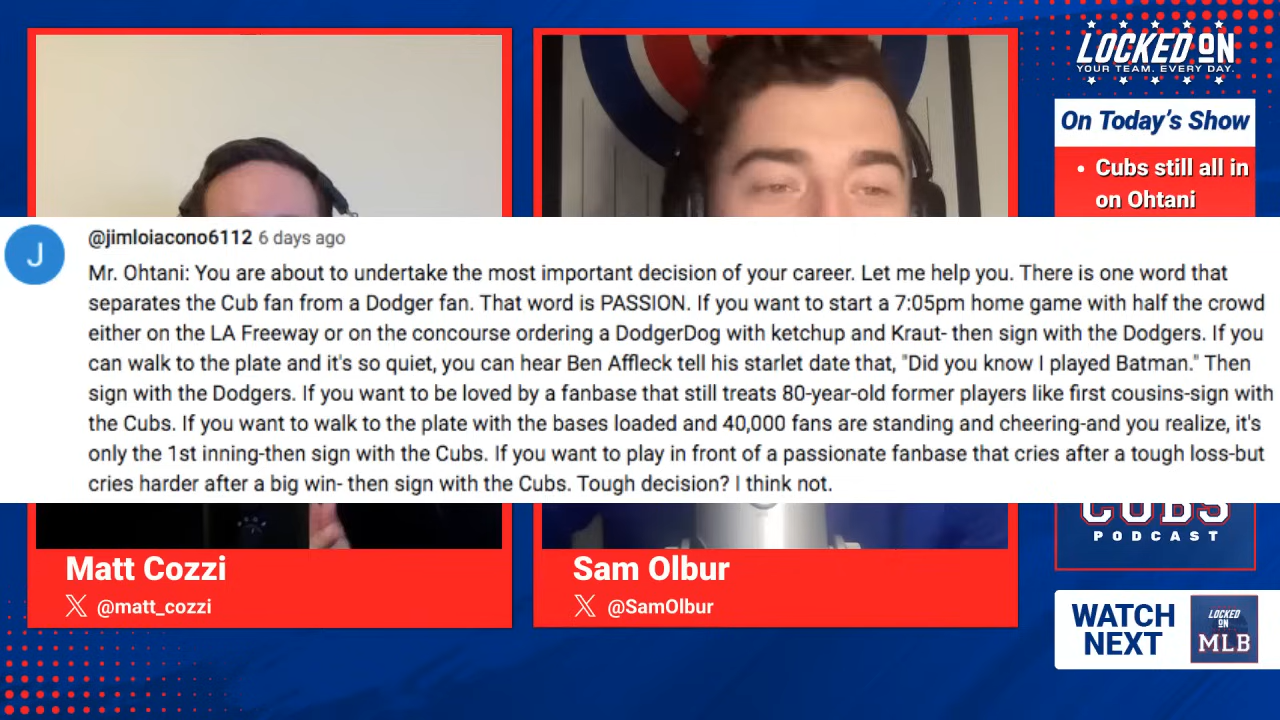 LOCKED ON
YOUR TEAM. EVERY DAY.
On Today's Show
• Cubs still all in
on Ohtani
J
@jimloiacono6112 6 days ago
Mr. Ohtani: You are about to undertake the most important decision of your career. Let me help you. There is one word that
separates the Cub fan from a Dodger fan. That word is PASSION. If you want to start a 7:05pm home game with half the crowd
either on the LA Freeway or on the concourse ordering a DodgerDog with ketchup and Kraut- then sign with the Dodgers. If you
can walk to the plate and it's so quiet, you can hear Ben Affleck tell his starlet date that, "Did you know I played Batman." Then
sign with the Dodgers. If you want to be loved by a fanbase that still treats 80-year-old former players like first cousins-sign with
the Cubs. If you want to walk to the plate with the bases loaded and 40,000 fans are standing and cheering-and you realize, it's
only the 1st inning-then sign with the Cubs. If you want to play in front of a passionate fanbase that cries after a tough loss-but
cries harder after a big win- then sign with the Cubs. Tough decision? I think not.
CUBS
PODCAST
Matt Cozzi
X @matt_cozzi
Sam Olbur
X @SamOlbur
WATCH
NEXT
LOCKED
ON
MLB